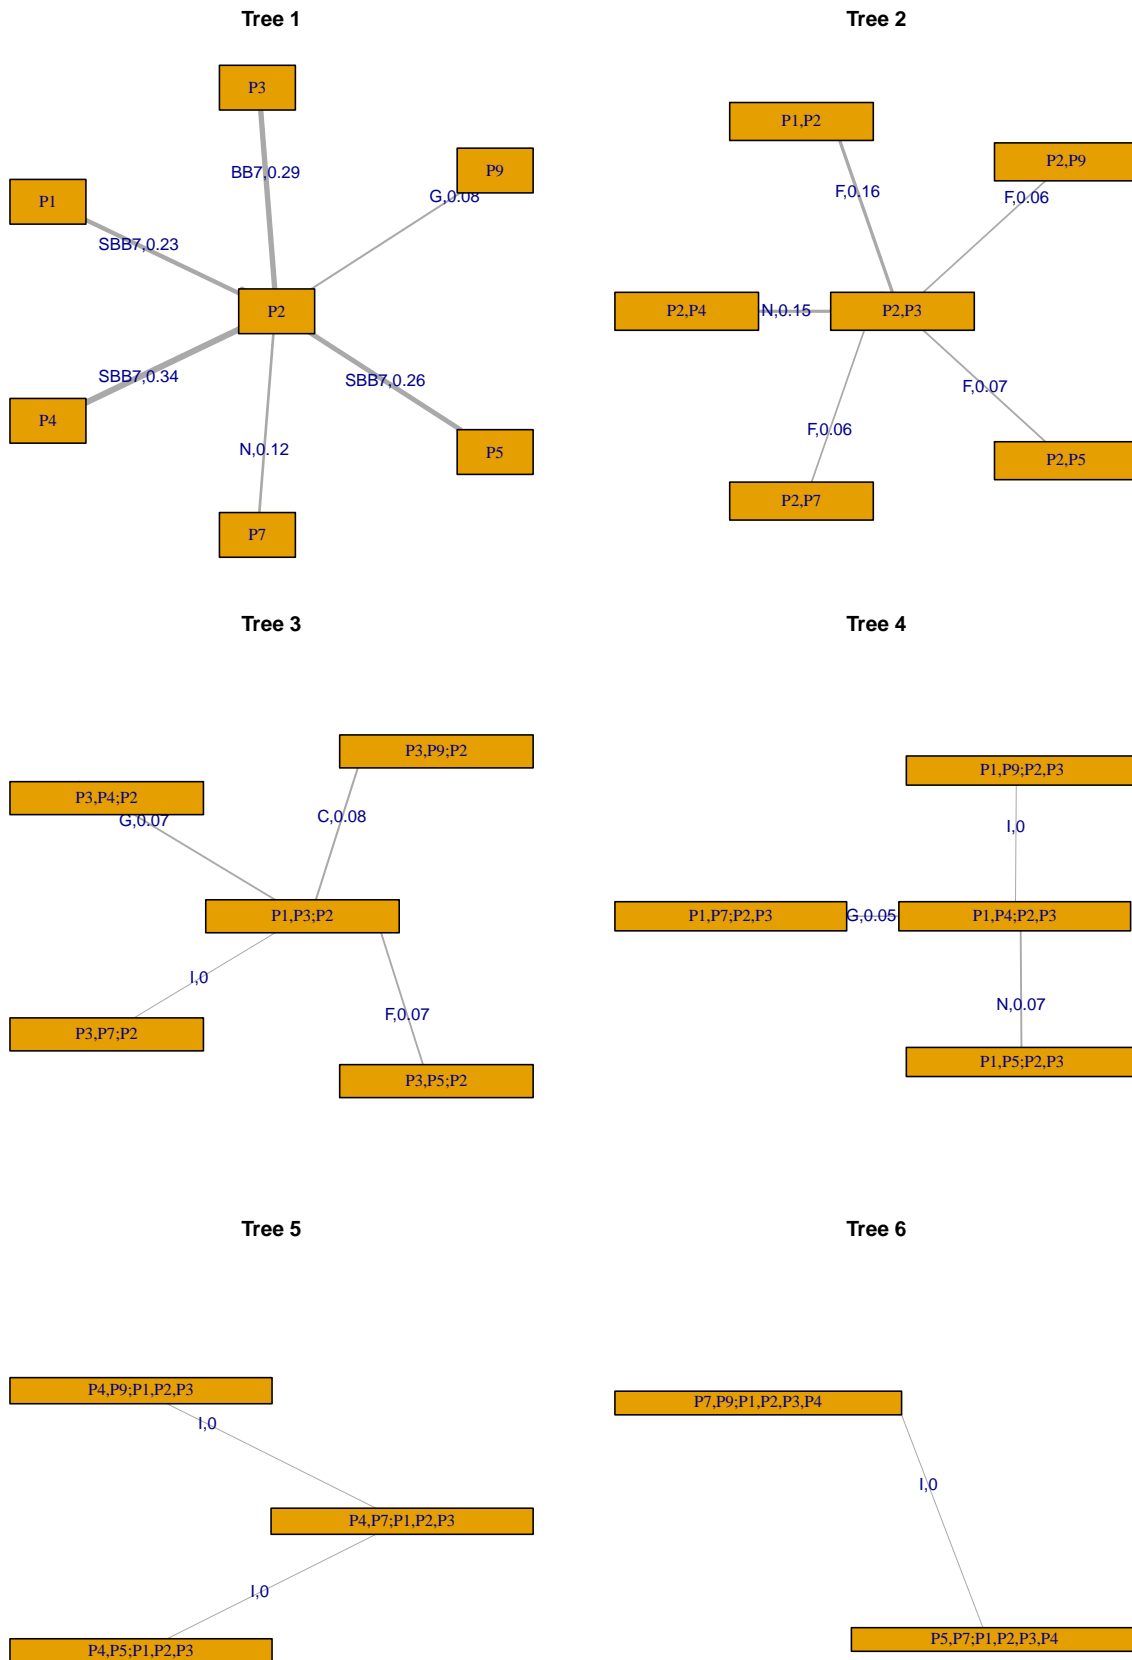 Tree 1
Tree 2
P3
P1,P2
P9
P2,P9
BB7,0.29
G,0.08
F,0.16
F,0.06
P1
SBB7,0.23
P2
P2,P4
N,0.15
P2,P3
SBB7,0.34
SBB7,0.26
F,0.07
P4
N,0.12
P5
F,0.06
P2,P5
P7
P2,P7
Tree 3
Tree 4
P3,P9;P2
P1,P9;P2,P3
P3,P4;P2
G,0.07
C,0.08
I,0
P1,P3;P2
P1,P7;P2,P3
G,0.05
P1,P4;P2,P3
I,0
F,0.07
N,0.07
P3,P7;P2
P3,P5;P2
P1,P5;P2,P3
Tree 5
Tree 6
P4,P9;P1,P2,P3
P7,P9;P1,P2,P3,P4
I,0
I,0
P4,P7;P1,P2,P3
I,0
P4,P5;P1,P2,P3
P5,P7;P1,P2,P3,P4